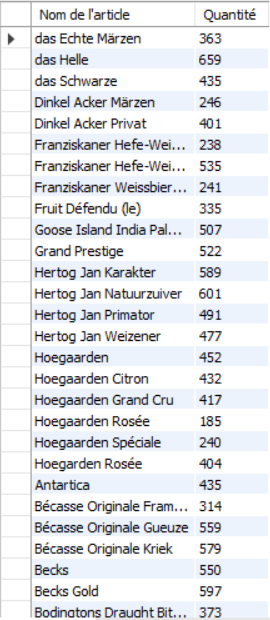 Nom de l'article Quantité
das Echte Märzen 363
das Helle 659
das Schwarze 435
Dinkel Acker Märzen 246
Dinkel Acker Privat 401
Franziskaner Hefe-Wei... 238
Franziskaner Hefe-Wei... 535
Franziskaner Weissbier... 241
Fruit Défendu (le) 335
Goose Island India Pal... 507
Grand Prestige 522
Hertog Jan Karakter 589
Hertog Jan Natuurzuiver 601
Hertog Jan Primator 491
Hertog Jan Weizener 477
Hoegaarden 452
Hoegaarden Citron 432
Hoegaarden Grand Cru 417
Hoegaarden Rosée 185
Hoegaarden Spéciale 240
Hoegarden Rosée 404
Antartica 435
Bécasse Originale Fram... 314
Bécasse Originale Gueuze 559
Bécasse Originale Kriek 579
Becks 550
Becks Gold 597
Bodingtons Draught Bit... 373